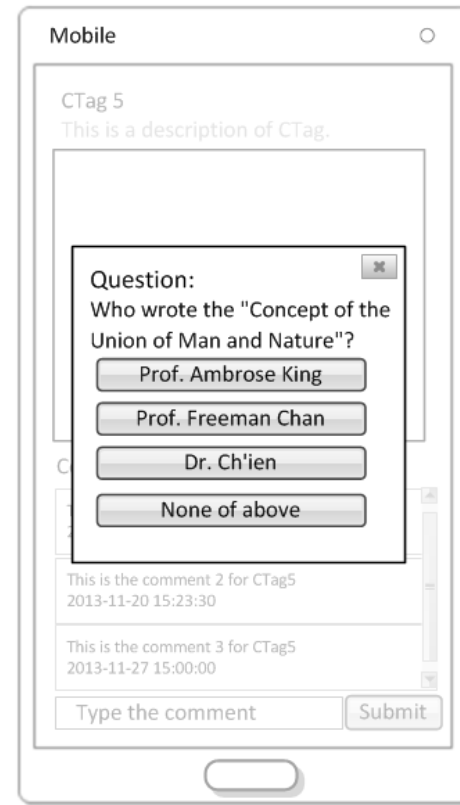 Mobile
CTag 5
This is a description of CTag.
Question:
Who wrote the "Concept of the
Union of Man and Nature"?
Prof. Ambrose King
Prof. Freeman Chan
Dr. Ch'ien
None of above
This is the comment 2 for CTag5
2013-11-20 15:23:30
This is the comment 3 for CTag5
2013-11-27 15:00:00
Type the comment
Submit